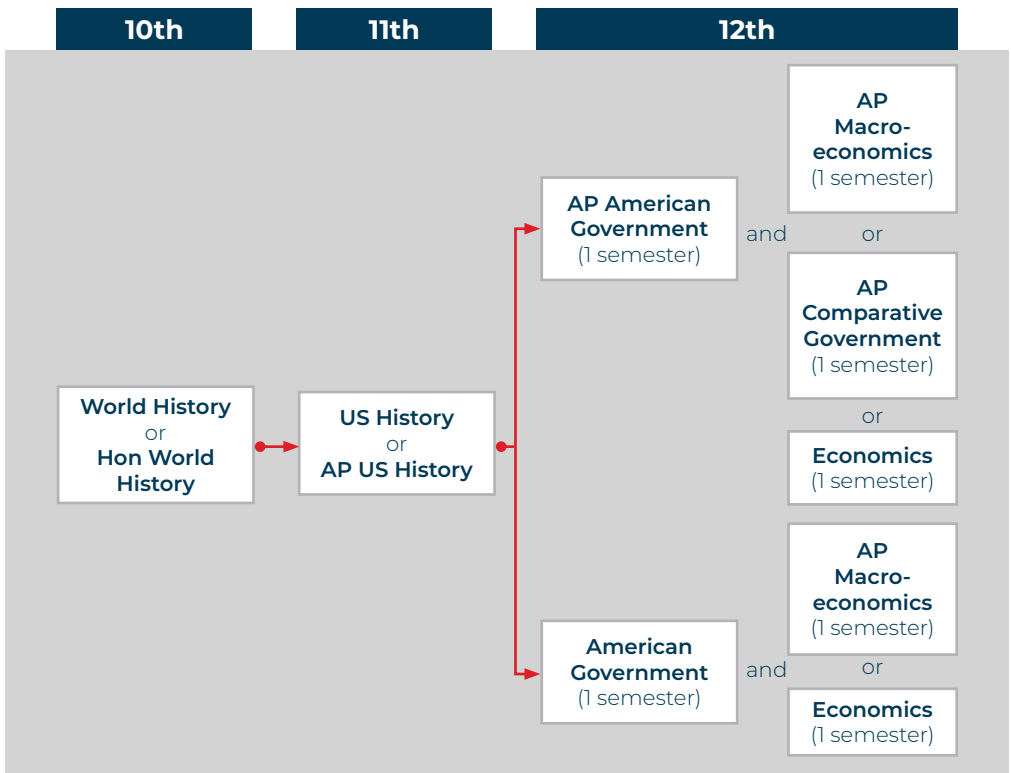 10th
11th
12th
World History
or
Hon World
History
US History
or
AP US History
AP American
Government
(1 semester)
and
AP
Macro-
economics
(1 semester)
or
AP
Comparative
Government
(1 semester)
or
Economics
(1 semester)
American
Government
(1 semester)
and
AP
Macro-
economics
(1 semester)
or
Economics
(1 semester)